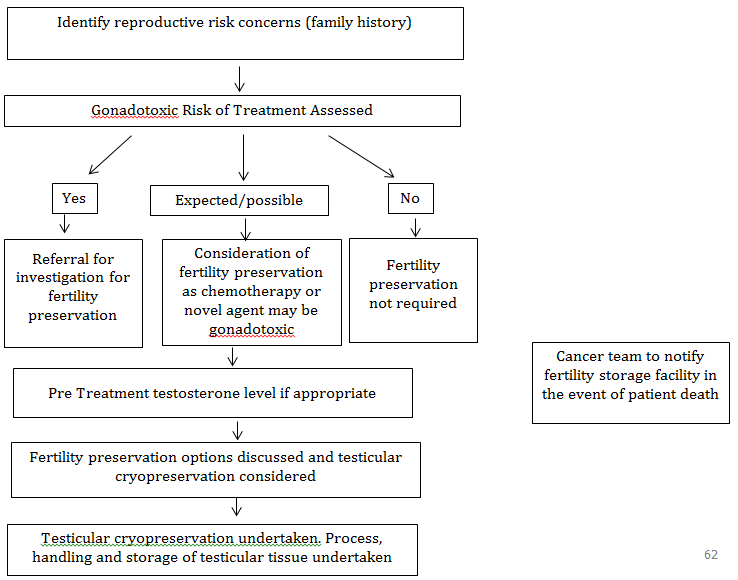 Identify reproductive risk concerns (family history)
Gonadotoxic Risk of Treatment Assessed
Yes
Expected/possible
No
Referral for
investigation for
fertility
preservation
Consideration of
fertility preservation
as chemotherapy or
novel agent may be
gonadotoxic
Fertility
preservation
not required
Cancer team to notify
fertility storage facility in
the event of patient death
Pre Treatment testosterone level if appropriate
Fertility preservation options discussed and testicular
cryopreservation considered
Testicular cryopreservation undertaken. Process,
handling and storage of testicular tissue undertaken
62